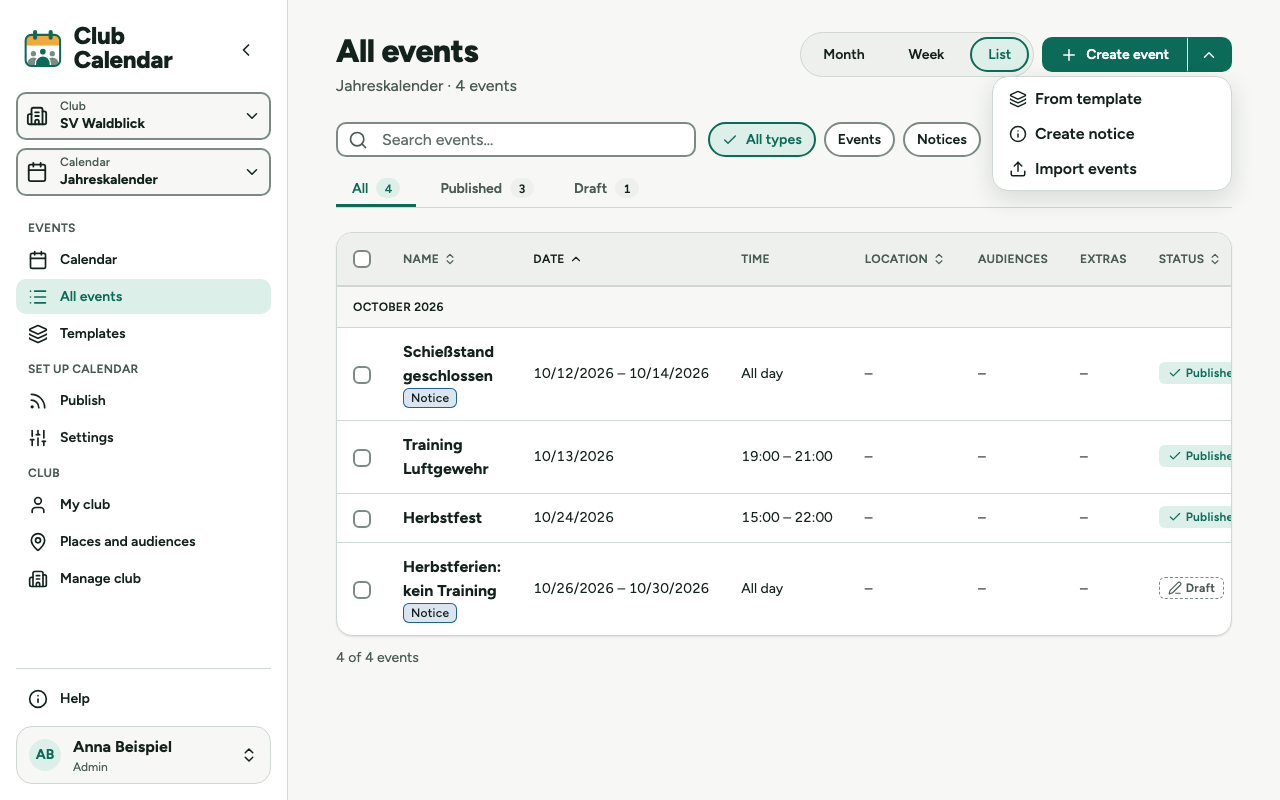 Club
Calendar
Club
SV Waldblick
Calendar
Jahreskalender
EVENTS
Calendar
All events
Templates
SET UP CALENDAR
Publish
Settings
CLUB
My club
Places and audiences
Manage club
Help
AB
Anna Beispiel
Admin
All events
Jahreskalender · 4 events
Month
Week
List
Create event
From template
Create notice
Import events
Search events…
All types
Events
Notices
All 4
Published 3
Draft 1
NAME DATE TIME LOCATION AUDIENCES EXTRAS STATUS
OCTOBER 2026
Schießstand
geschlossen
Notice
10/12/2026 – 10/14/2026 All day – – – Publishe
Training
Luftgewehr
10/13/2026 19:00 – 21:00 – – – Publishe
Herbstfest 10/24/2026 15:00 – 22:00 – – – Publishe
Herbstferien:
kein Training
Notice
10/26/2026 – 10/30/2026 All day – – – Draft
4 of 4 events